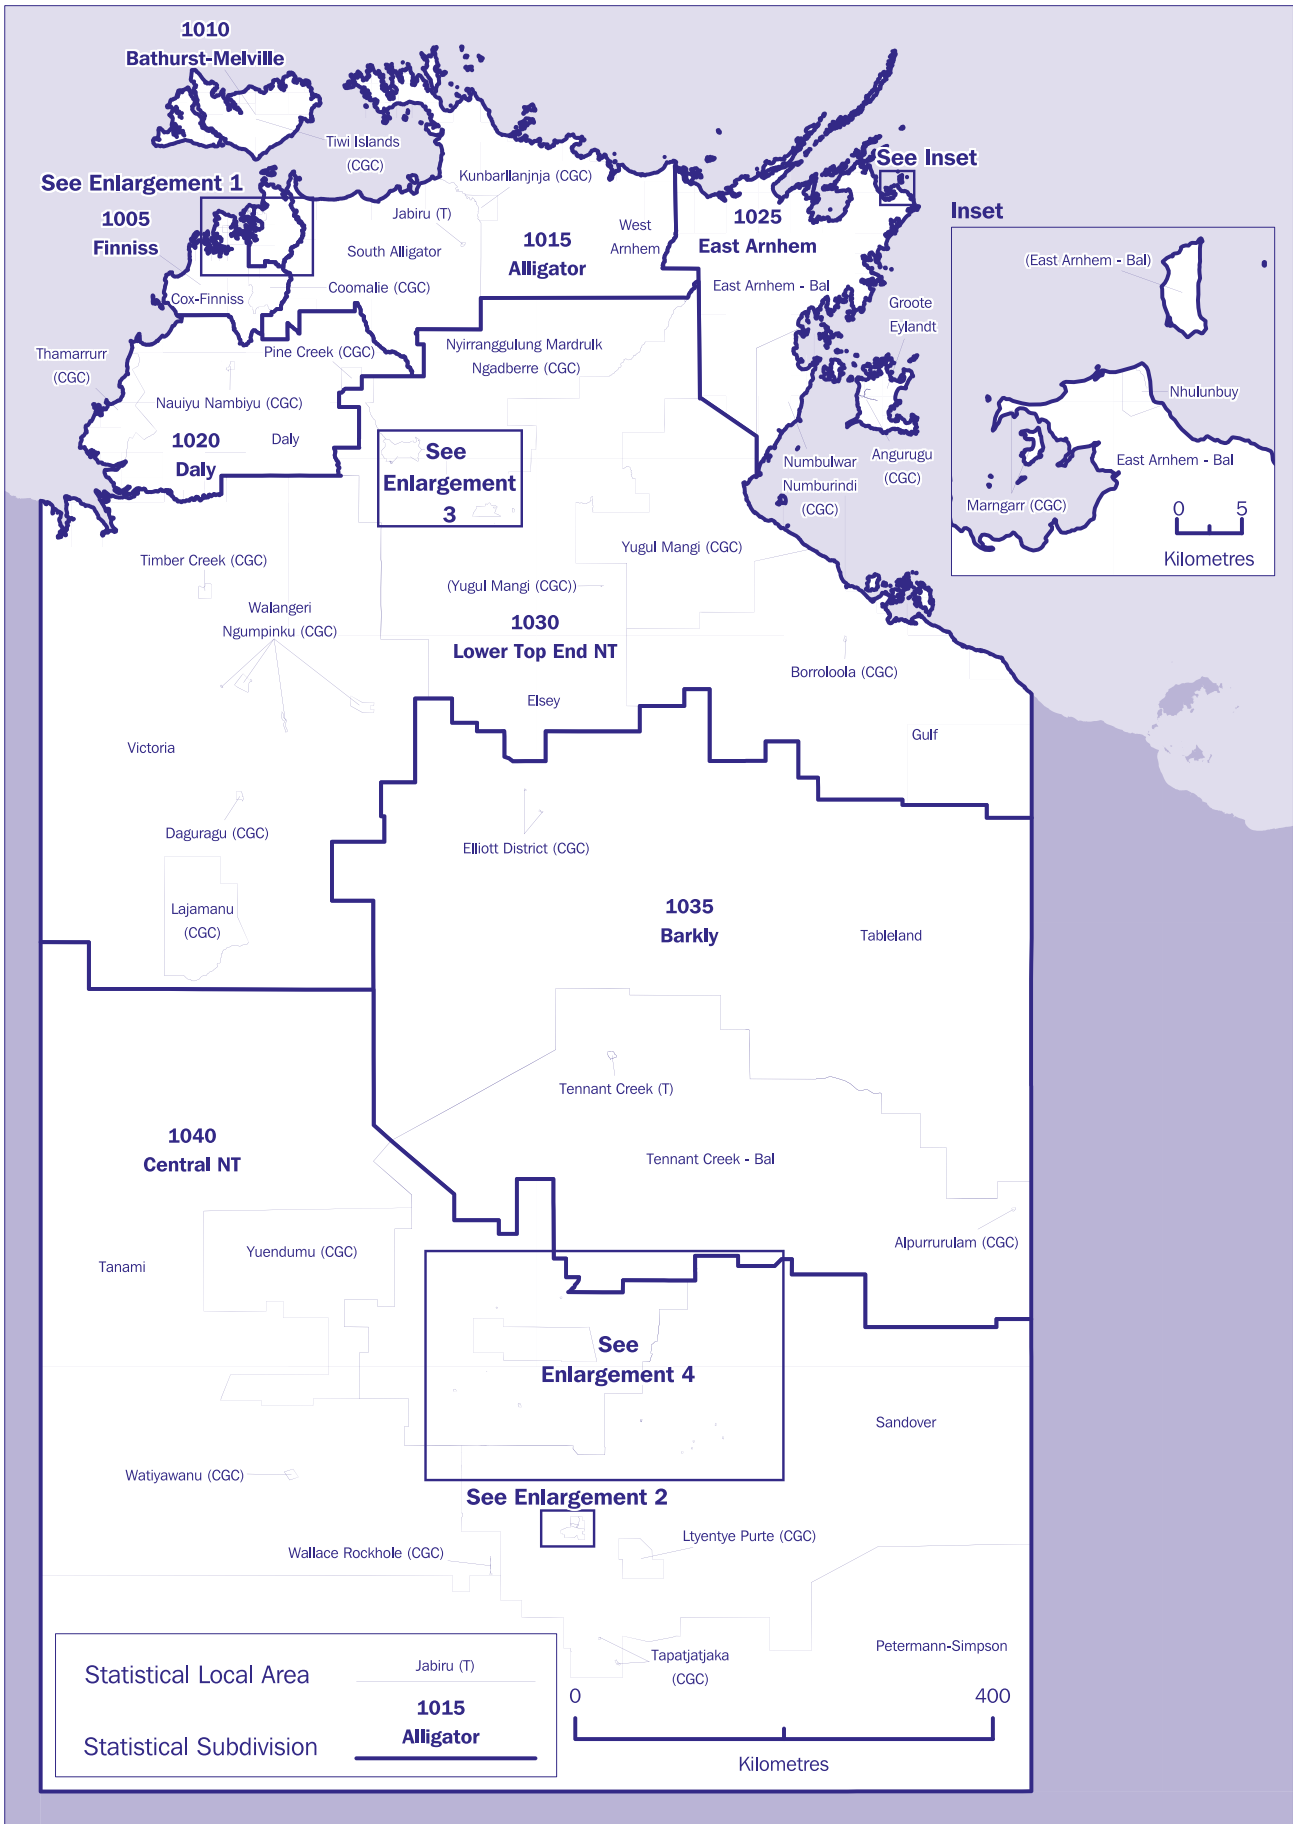 1010
Bathurst-Melville
Tiwi Islands
(CGC)
See Enlargement 1
1005
Finniss
Kunbarllanjnja (CGC)
Jabiru (T)
South Alligator
1015
Alligator
West
Arnhem
See Inset
1025
East Arnhem
East Arnhem - Bal
Cox-Finniss
Coomalie (CGC)
Groote
Eylandt
Inset
(East Arnhem - Bal)
Nhulunbuy
East Arnhem - Bal
Marngarr (CGC)
0 5
Kilometres
Thamarrurr
(CGC)
Pine Creek (CGC)
Nyirranggulung Mardrulk
Ngadberre (CGC)
Nauiyu Nambiyu (CGC)
1020
Daly
Daly
See
Enlargement
3
Numbulwar
Numburindi
(CGC)
Angurugu
(CGC)
Timber Creek (CGC)
Yugul Mangi (CGC)
(Yugul Mangi (CGC))
Walangeri
Ngumpinku (CGC)
1030
Lower Top End NT
Borroloola (CGC)
Elsey
Gulf
Victoria
Daguragu (CGC)
Elliott District (CGC)
Lajamanu
(CGC)
1035
Barkly
Tableland
Tennant Creek (T)
1040
Central NT
Tennant Creek - Bal
Alpurrurulam (CGC)
Tanami
Yuendumu (CGC)
See
Enlargement 4
Sandover
Watiyawanu (CGC)
See Enlargement 2
Ltyentye Purte (CGC)
Wallace Rockhole (CGC)
Petermann-Simpson
Tapatjatjaka
(CGC)
Statistical Local Area
Jabiru (T)
1015
Alligator
Statistical Subdivision
0 400
Kilometres